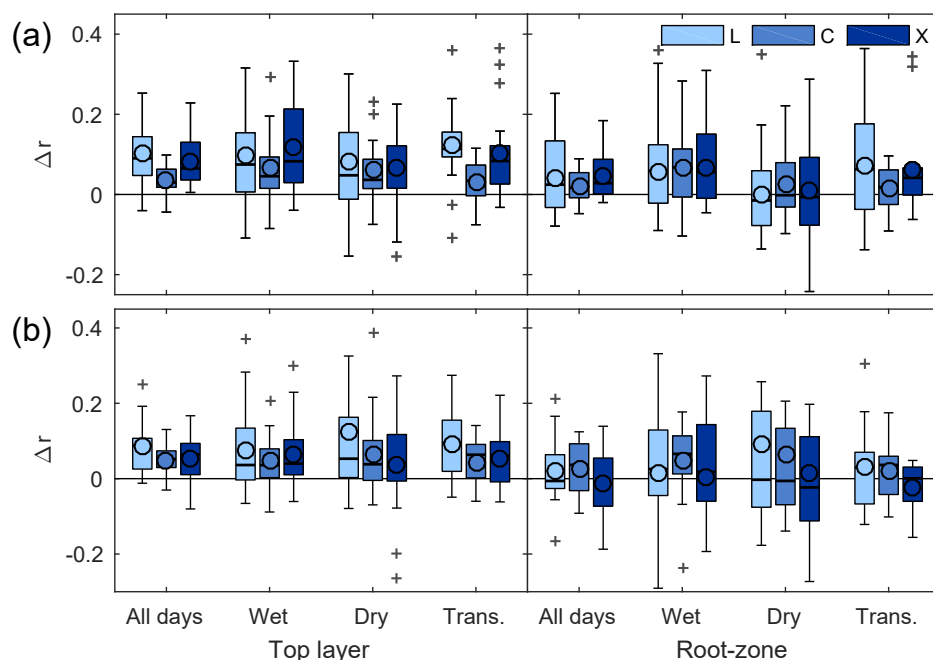 (a)
L C X
0.4
0.2
0
-0.2
Δr
(b)
0.4
0.2
0
-0.2
Δr
All days Wet Dry Trans. All days Wet Dry Trans.
Top layer Root-zone